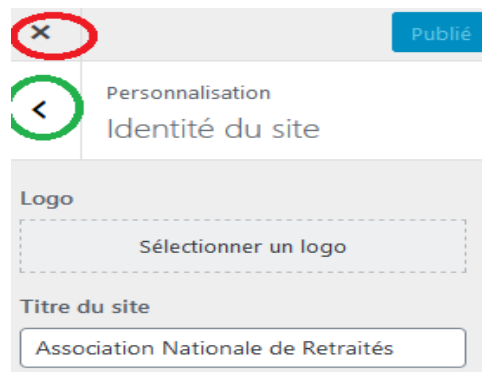 Publié
Personnalisation
Identité du site
Logo
Sélectionner un logo
Titre du site
Association Nationale de Retraités